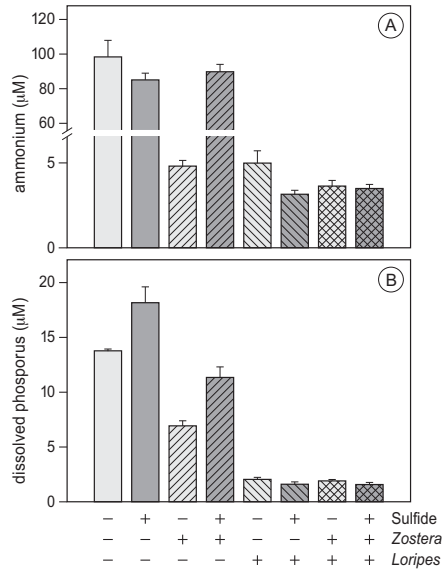 A
ammonium (µM)
120
100
80
60
5
0
B
dissolved phosporus (µM)
20
15
10
5
0
− + − + − + − + Sulfide
− − + + − − + + Zostera
− − − − + + + + Loripes